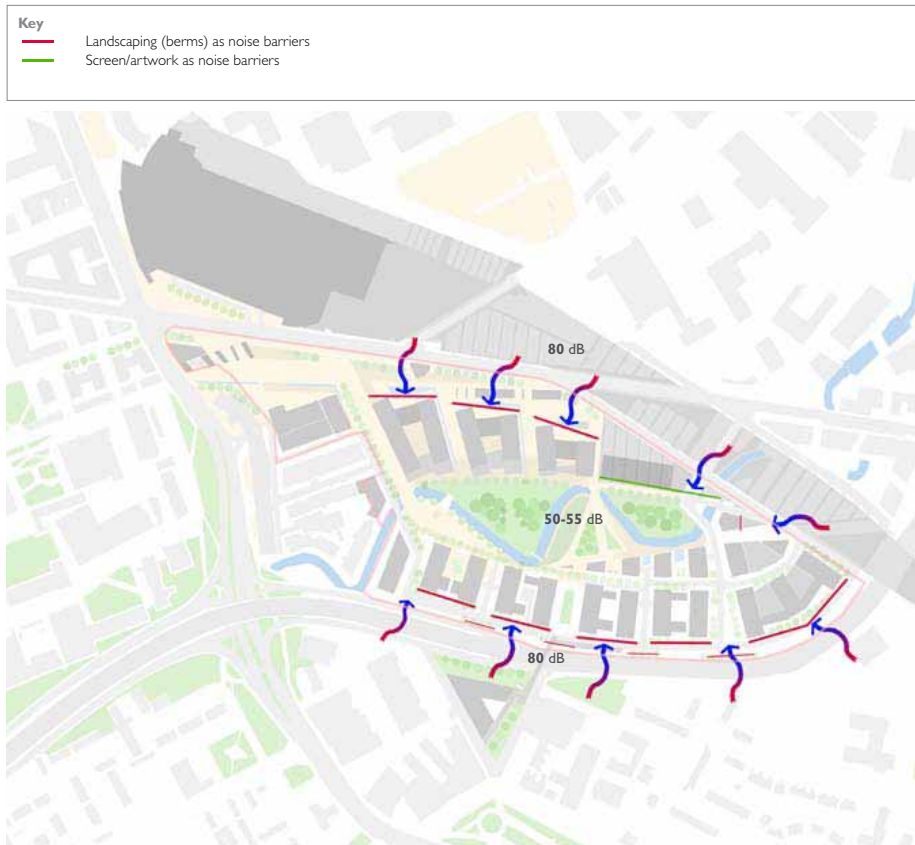 Key
Landscaping (berms) as noise barriers
Screen/artwork as noise barriers
80 dB
50-55 dB
80 dB